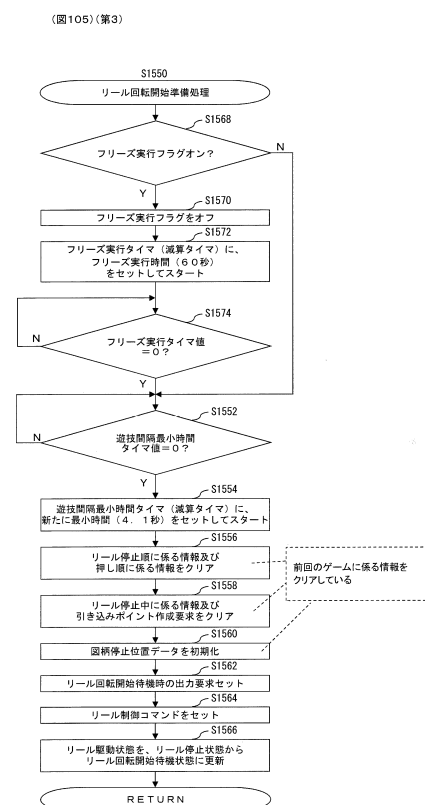 (図105)(第3)
S1550
リール回転開始準備処理
S1568
フリーズ実行フラグオン?
N
Y
S1570
フリーズ実行フラグをオフ
S1572
フリーズ実行タイマ(減算タイマ)に、
フリーズ実行時間(60秒)
をセットしてスタート
S1574
フリーズ実行タイマ値
=0?
N
Y
S1552
遊技間隔最小時間
タイマ値=0?
N
Y
S1554
遊技間隔最小時間タイマ(減算タイマ)に、
新たに最小時間(4.1秒)をセットしてスタート
S1556
リール停止順に係る情報及び
押し順に係る情報をクリア
前回のゲームに係る情報を
クリアしている
S1558
リール停止中に係る情報及び
引き込みポイント作成要求をクリア
S1560
図柄停止位置データを初期化
S1562
リール回転開始待機時の出力要求セット
S1564
リール制御コマンドをセット
S1566
リール駆動状態を、リール停止状態から
リール回転開始待機状態に更新
RETURN